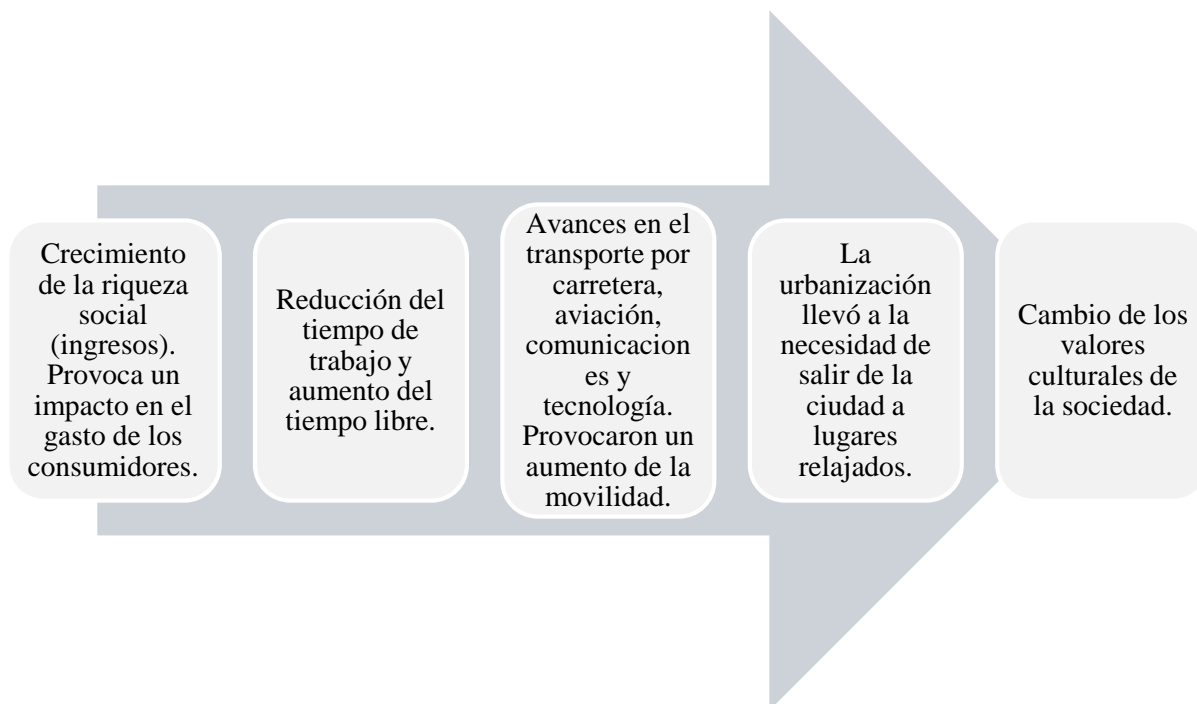 Crecimiento
de la riqueza
social
(ingresos).
Provoca un
impacto en el
gasto de los
consumidores.
Reducción del
tiempo de
trabajo y
aumento del
tiempo libre.
Avances en el
transporte por
carretera,
aviación,
comunicacion
es y
tecnología.
Provocaron un
aumento de la
movilidad.
La
urbanización
llevó a la
necesidad de
salir de la
ciudad a
lugares
relajados.
Cambio de los
valores
culturales de
la sociedad.